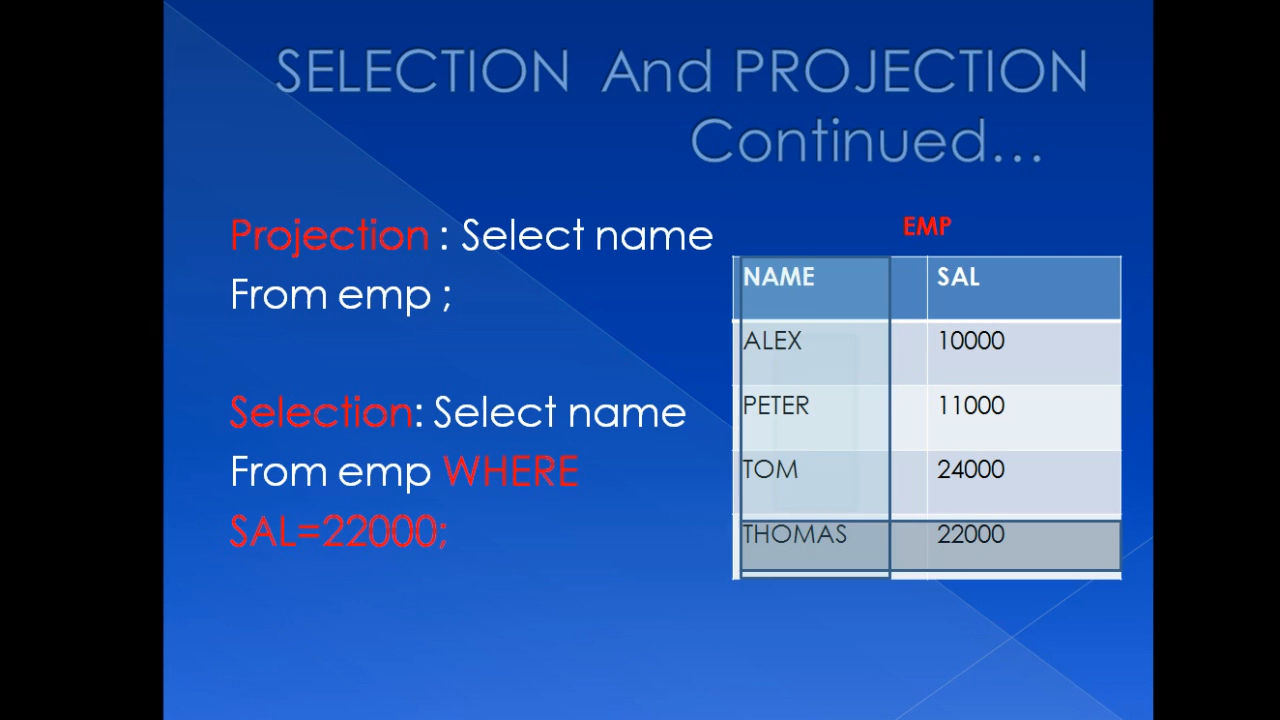 SELECTION And PROJECTION
Continued...
Projection : Select name
From emp ;
Selection: Select name
From emp WHERE
SAL=22000;
EMP
NAME SAL
ALEX 10000
PETER 11000
TOM 24000
THOMAS 22000